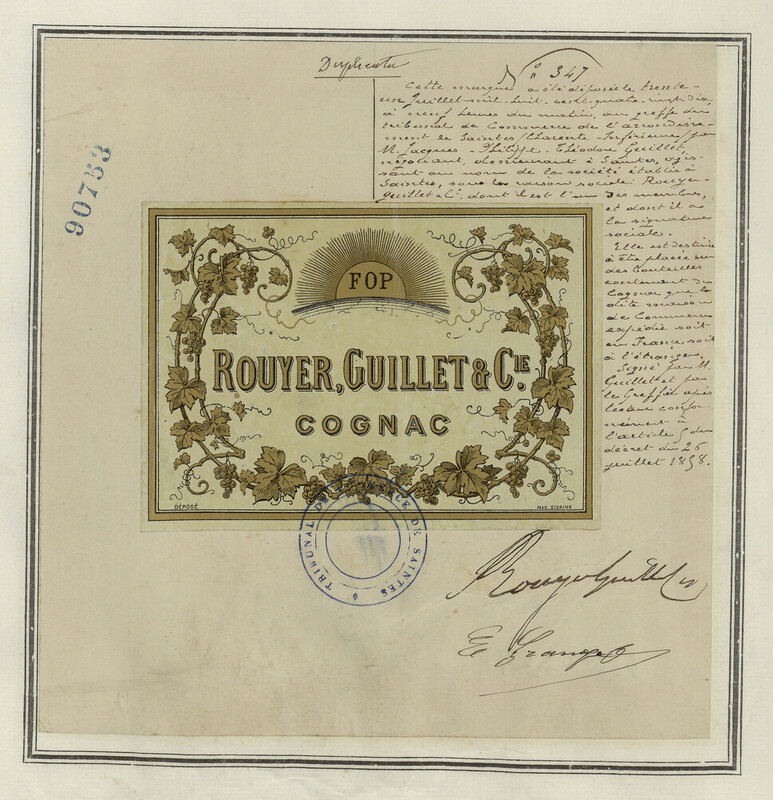 Duplicata
N° 347
Cette marque a été déposée le trente-
un Juillet mil huit cent quatre vingt dix
à neuf heures du matin, au greffe du
tribunal de Commerce de l'arrondisse-
ment de Saintes (Charente-Inférieure) par
M. Jacques-Philippe-Théodore Guillet,
négociant, demeurant à Saintes, agis-
sant au nom de la société établie à
Saintes, sous la raison sociale Rouyer
Guillet & Cie, dont il est l'un des membres,
et dont il a
la signature
sociale.
Elle est destinée
à être placée sur
des bouteilles
contenant du
Cognac que la
dite maison
de Commerce
expédie soit
en France, soit
à l'étranger.
Signé par M.
Guillet et par
le Greffier après
lecture confor-
mément à
l'article 5 du
décret du 26
juillet 1858.
90753
FOP
ROUYER, GUILLET & CIE.
COGNAC
DÉPOSÉ
MAX. SIDAINE
TRIBUNAL DE COMMERCE DE SAINTES
Rouyer Guillet Cie